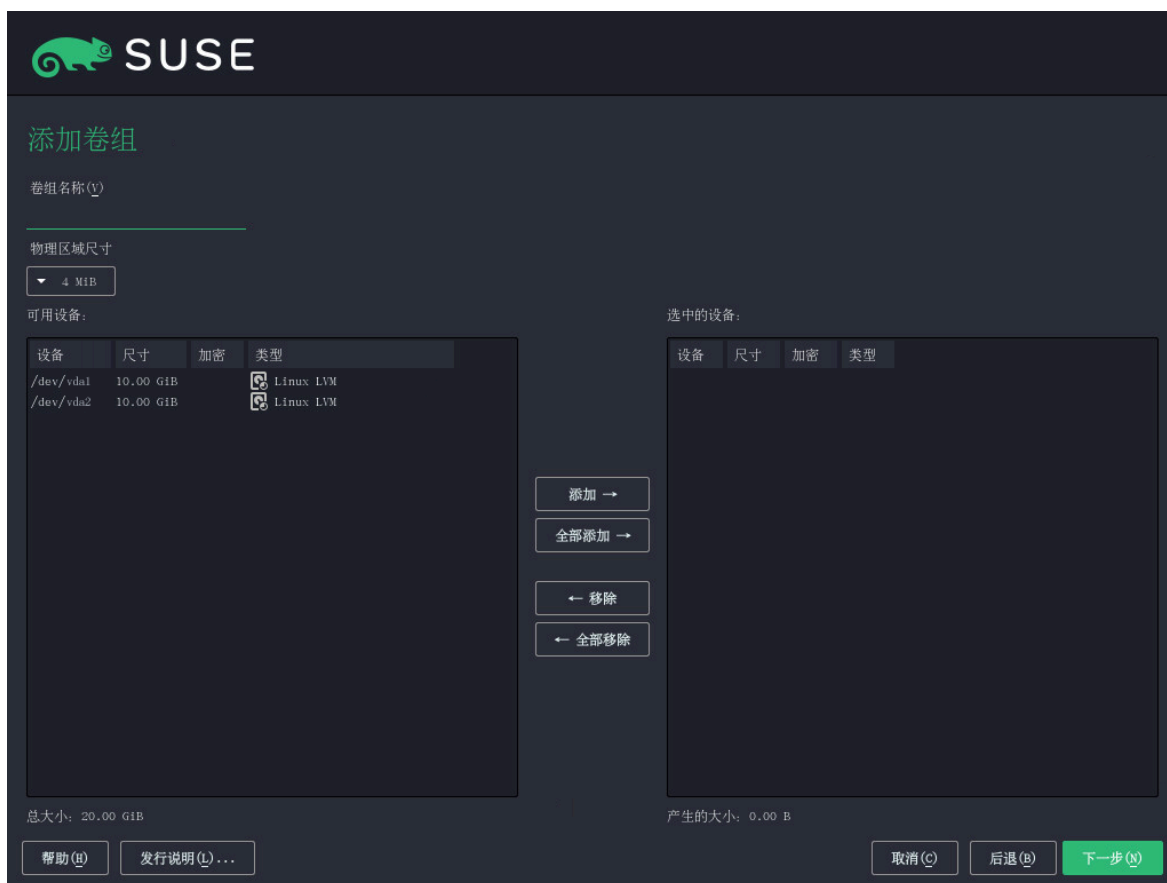 SUSE
添加卷组
卷组名称(V)
物理区域尺寸
4 MiB
可用设备:
设备 尺寸 加密 类型
/dev/vda1 10.00 GiB Linux LVM
/dev/vda2 10.00 GiB Linux LVM
总大小: 20.00 GiB
添加 →
全部添加 →
← 移除
← 全部移除
选中的设备:
设备 尺寸 加密 类型
产生的大小: 0.00 B
帮助(H) 发行说明(L)... 取消(C) 后退(B) 下一步(N)